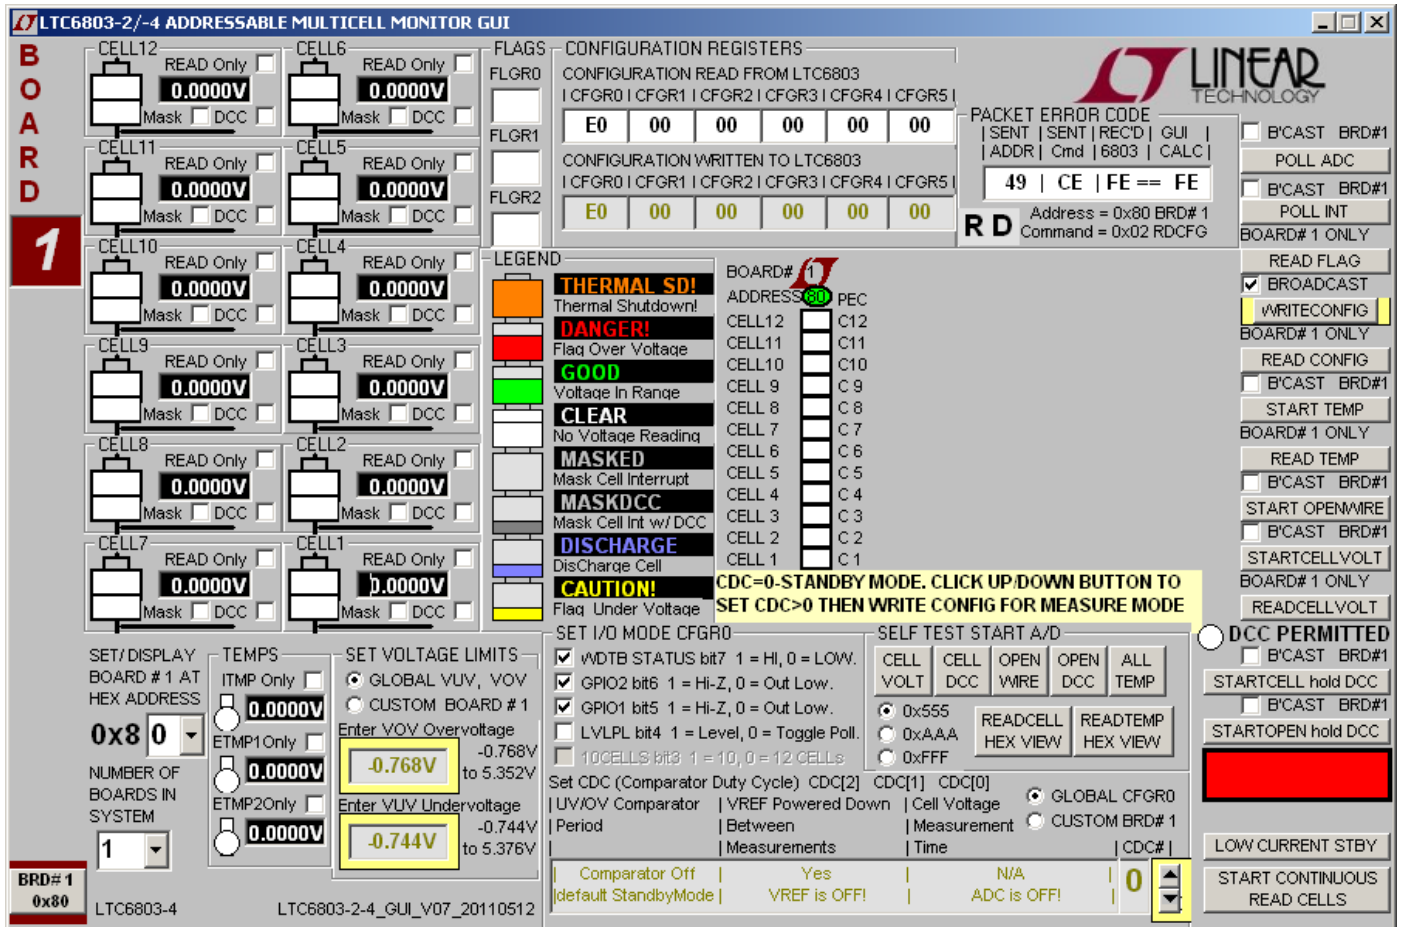 LTC6803-2/-4 ADDRESSABLE MULTICELL MONITOR GUI
BOARD
1
CELL12
READ Only
0.0000V
Mask DCC
CELL6
READ Only
0.0000V
Mask DCC
CELL11
READ Only
0.0000V
Mask DCC
CELL5
READ Only
0.0000V
Mask DCC
CELL10
READ Only
0.0000V
Mask DCC
CELL4
READ Only
0.0000V
Mask DCC
CELL9
READ Only
0.0000V
Mask DCC
CELL3
READ Only
0.0000V
Mask DCC
CELL8
READ Only
0.0000V
Mask DCC
CELL2
READ Only
0.0000V
Mask DCC
CELL7
READ Only
0.0000V
Mask DCC
CELL1
READ Only
0.0000V
Mask DCC
FLAGS
FLGR0
FLGR1
FLGR2
CONFIGURATION REGISTERS
CONFIGURATION READ FROM LTC6803
| CFGR0 | CFGR1 | CFGR2 | CFGR3 | CFGR4 | CFGR5 |
E0 00 00 00 00 00
CONFIGURATION WRITTEN TO LTC6803
| CFGR0 | CFGR1 | CFGR2 | CFGR3 | CFGR4 | CFGR5 |
E0 00 00 00 00 00
LINEAR
TECHNOLOGY
PACKET ERROR CODE
| SENT | SENT | REC'D | GUI |
| ADDR | Cmd | 6803 | CALC |
49 | CE | FE == FE
R D
Address = 0x80 BRD# 1
Command = 0x02 RDCFG
LEGEND
THERMAL SD!
Thermal Shutdown!
DANGER!
Flag Over Voltage
GOOD
Voltage In Range
CLEAR
No Voltage Reading
MASKED
Mask Cell Interrupt
MASKDCC
Mask Cell Int w/ DCC
DISCHARGE
DisCharge Cell
CAUTION!
Flag Under Voltage
BOARD# 1
ADDRESS 80 PEC
CELL12 C12
CELL11 C11
CELL10 C10
CELL 9 C 9
CELL 8 C 8
CELL 7 C 7
CELL 6 C 6
CELL 5 C 5
CELL 4 C 4
CELL 3 C 3
CELL 2 C 2
CELL 1 C 1
CDC=0-STANDBY MODE. CLICK UP/DOWN BUTTON TO
SET CDC>0 THEN WRITE CONFIG FOR MEASURE MODE
B'CAST BRD#1
POLL ADC
B'CAST BRD#1
POLL INT
BOARD# 1 ONLY
READ FLAG
BROADCAST
WRITECONFIG
BOARD# 1 ONLY
READ CONFIG
B'CAST BRD#1
START TEMP
BOARD# 1 ONLY
READ TEMP
B'CAST BRD#1
START OPENWIRE
B'CAST BRD#1
STARTCELLVOLT
BOARD# 1 ONLY
READCELLVOLT
DCC PERMITTED
B'CAST BRD#1
STARTCELL hold DCC
B'CAST BRD#1
STARTOPEN hold DCC
LOW CURRENT STBY
START CONTINUOUS
READ CELLS
SET/DISPLAY
BOARD # 1 AT
HEX ADDRESS
0x8 0
NUMBER OF
BOARDS IN
SYSTEM
1
BRD# 1
0x80
LTC6803-4
LTC6803-2-4_GUI_V07_20110512
TEMPS
ITMP Only
0.0000V
ETMP1Only
0.0000V
ETMP2Only
0.0000V
SET VOLTAGE LIMITS
GLOBAL VUV, VOV
CUSTOM BOARD # 1
Enter VOV Overvoltage
-0.768V
-0.768V
to 5.352V
Enter VUV Undervoltage
-0.744V
-0.744V
to 5.376V
SET I/O MODE CFGR0
WDTB STATUS bit7 1 = HI, 0 = LOW.
GPIO2 bit6 1 = Hi-Z, 0 = Out Low.
GPIO1 bit5 1 = Hi-Z, 0 = Out Low.
LVLPL bit4 1 = Level, 0 = Toggle Poll.
10CELLS bit3 1 = 10, 0 = 12 CELLs
SELF TEST START A/D
CELL VOLT
CELL DCC
OPEN WIRE
OPEN DCC
ALL TEMP
0x555
0xAAA
0xFFF
READCELL
HEX VIEW
READTEMP
HEX VIEW
Set CDC (Comparator Duty Cycle) CDC[2] CDC[1] CDC[0]
GLOBAL CFGR0
CUSTOM BRD# 1
| UV/OV Comparator | VREF Powered Down | Cell Voltage
| Period | Between | Measurement
| | Measurements | Time | CDC# |
| Comparator Off | Yes | N/A |
|default StandbyMode | VREF is OFF! | ADC is OFF! |
0